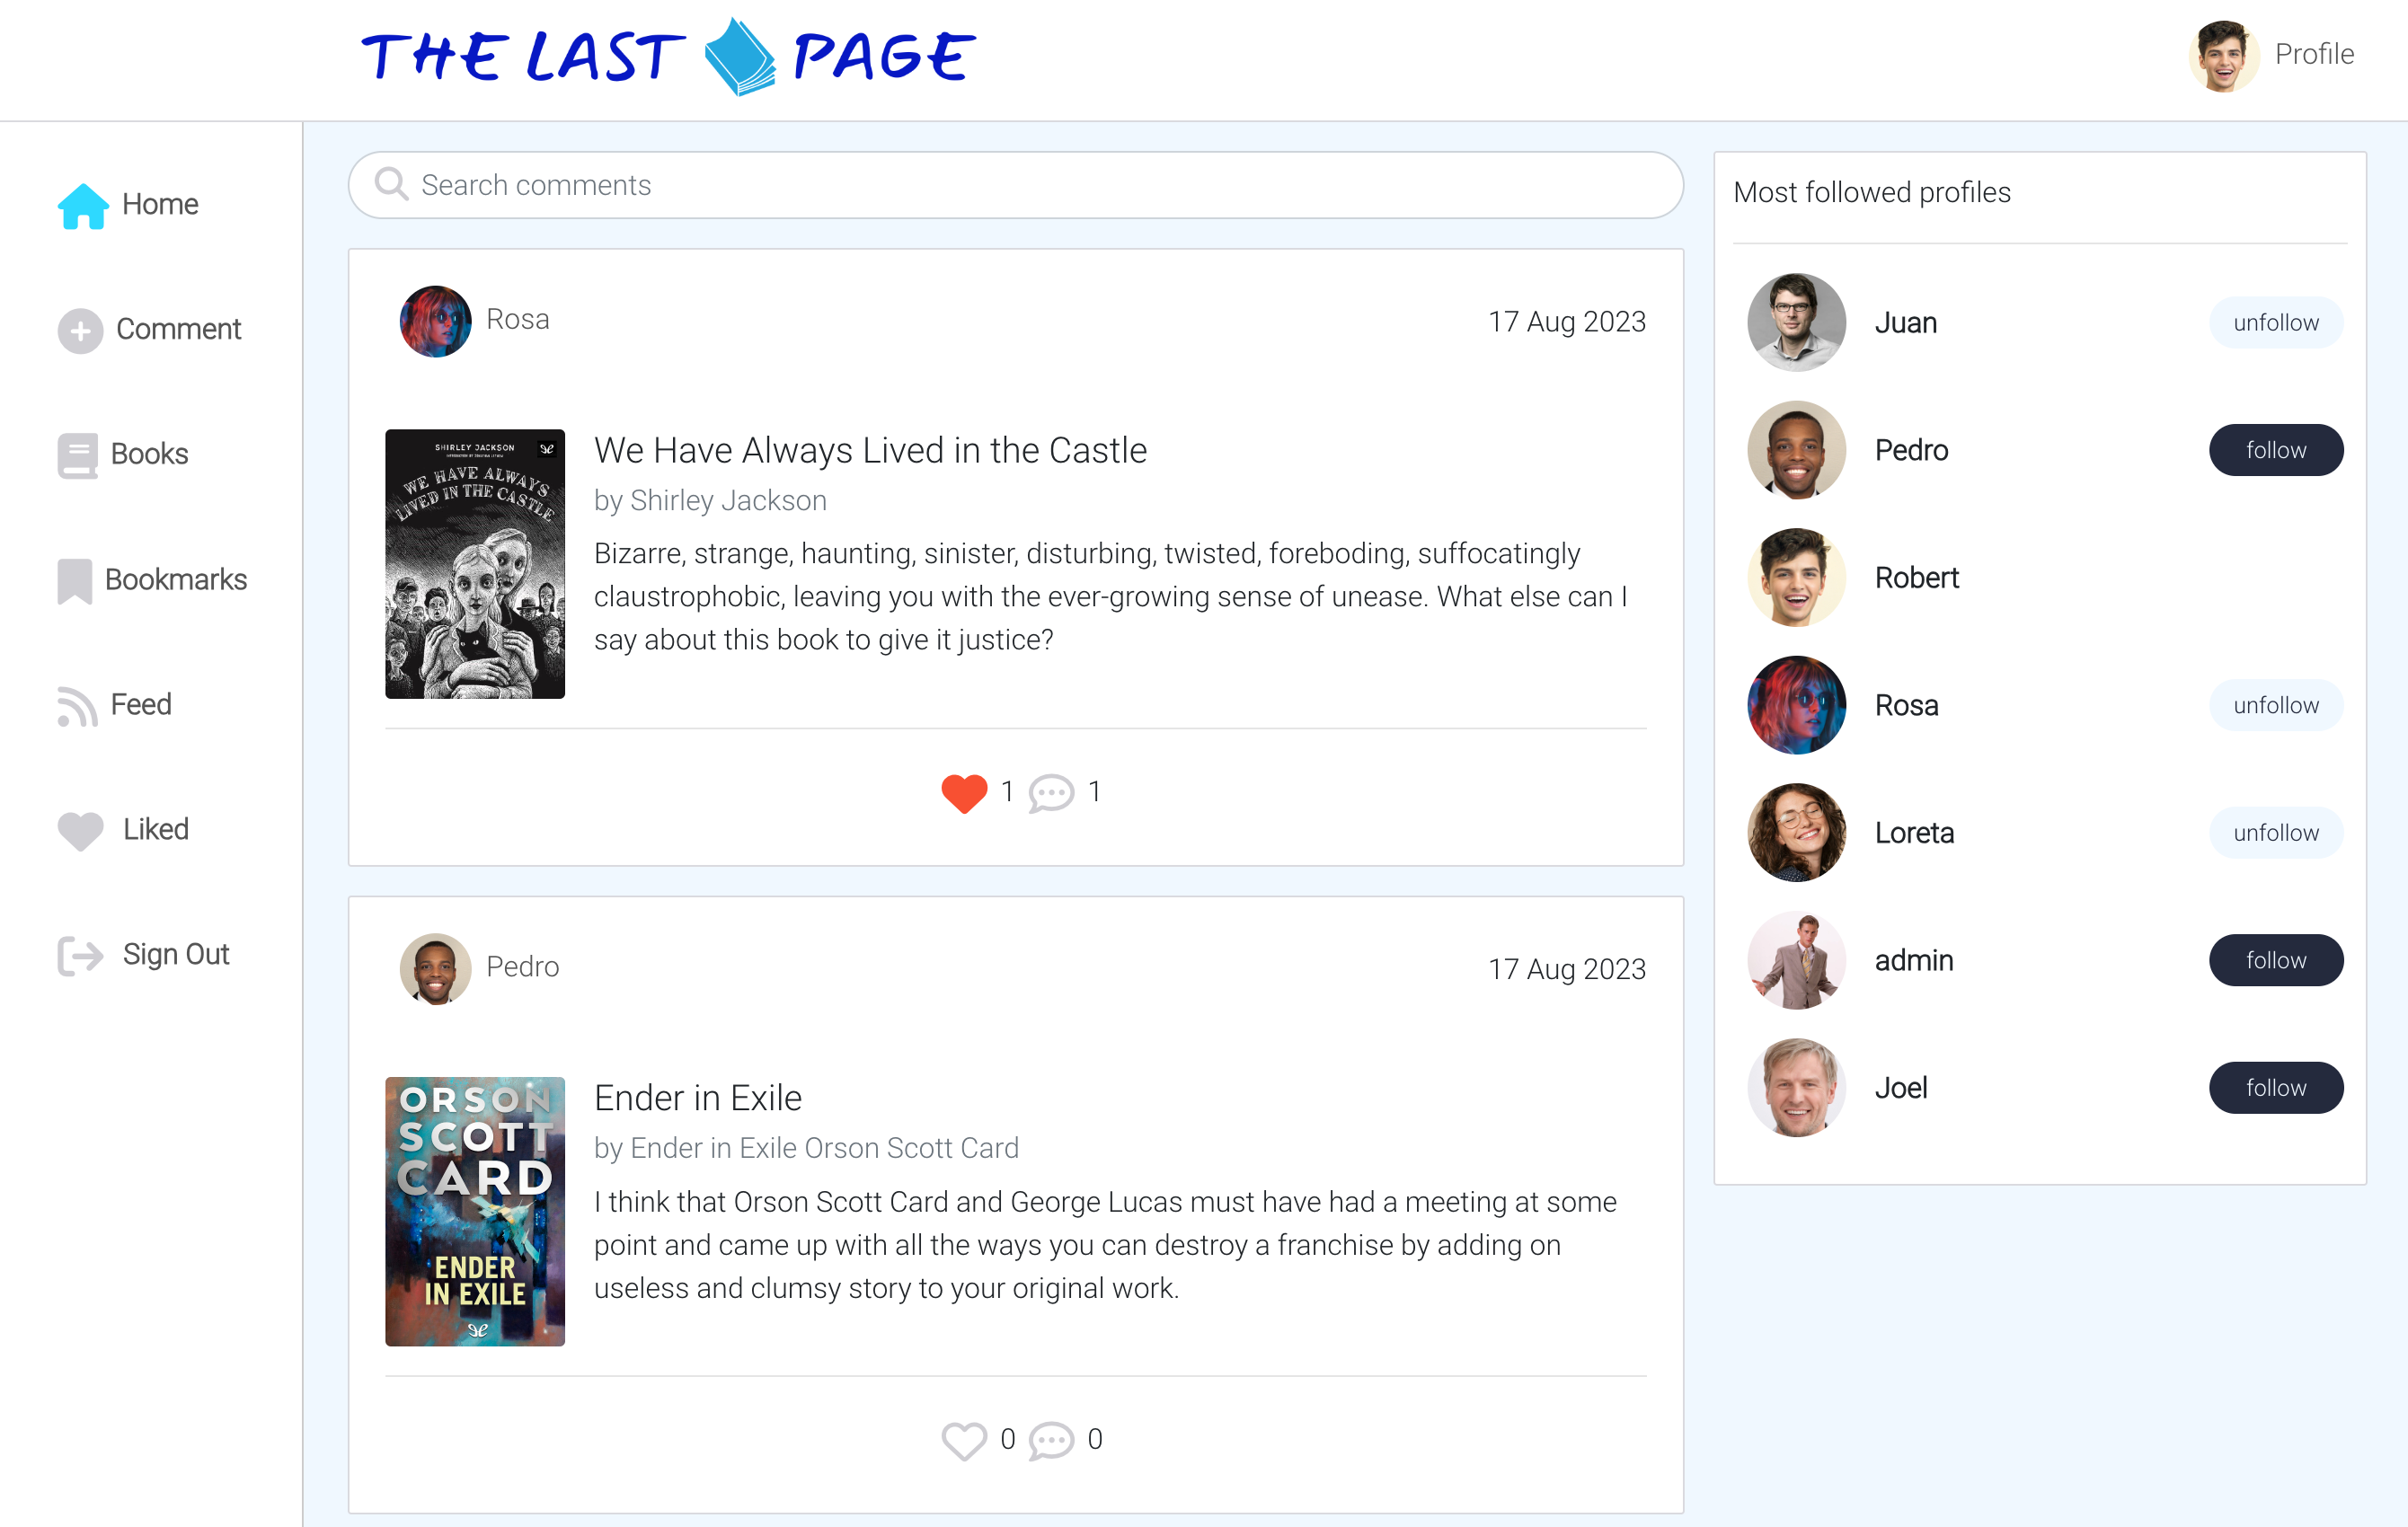 THE LAST PAGE
Profile
Home
Comment
Books
Bookmarks
Feed
Liked
Sign Out
Search comments
Rosa
17 Aug 2023
SHIRLEY JACKSON
WE HAVE ALWAYS
LIVED IN THE CASTLE
We Have Always Lived in the Castle
by Shirley Jackson
Bizarre, strange, haunting, sinister, disturbing, twisted, foreboding, suffocatingly
claustrophobic, leaving you with the ever-growing sense of unease. What else can I
say about this book to give it justice?
1 1
Pedro
17 Aug 2023
ORSON
SCOTT
CARD
ENDER
IN EXILE
Ender in Exile
by Ender in Exile Orson Scott Card
I think that Orson Scott Card and George Lucas must have had a meeting at some
point and came up with all the ways you can destroy a franchise by adding on
useless and clumsy story to your original work.
0 0
Most followed profiles
Juan unfollow
Pedro follow
Robert
Rosa unfollow
Loreta unfollow
admin follow
Joel follow